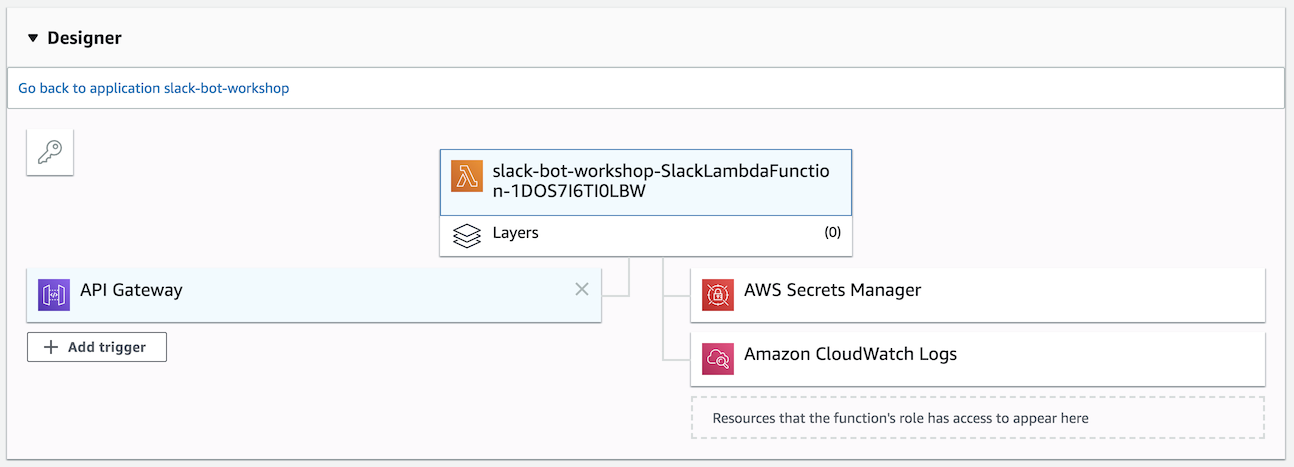 Designer
Go back to application slack-bot-workshop
slack-bot-workshop-SlackLambdaFunctio
n-1DOS7I6TI0LBW
Layers
(0)
API Gateway
Add trigger
AWS Secrets Manager
Amazon CloudWatch Logs
Resources that the function's role has access to appear here